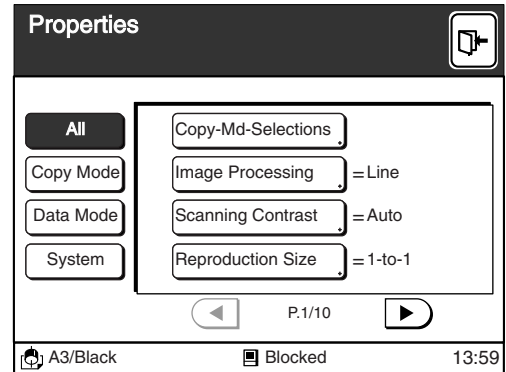 Properties
All
Copy-Md-Selections
Copy Mode
Image Processing =Line
Data Mode
Scanning Contrast =Auto
System
Reproduction Size =1-to-1
P.1/10
A3/Black Blocked 13:59